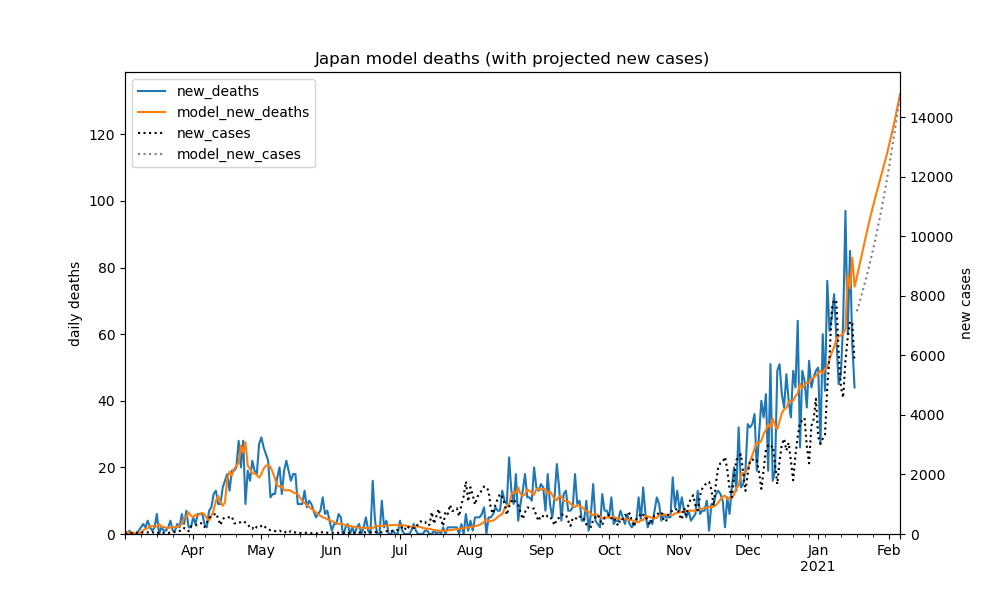 Japan model deaths (with projected new cases)
new_deaths
model_new_deaths
new_cases
model_new_cases
daily deaths
0
20
40
60
80
100
120
new cases
0
2000
4000
6000
8000
10000
12000
14000
Apr
May
Jun
Jul
Aug
Sep
Oct
Nov
Dec
Jan
2021
Feb